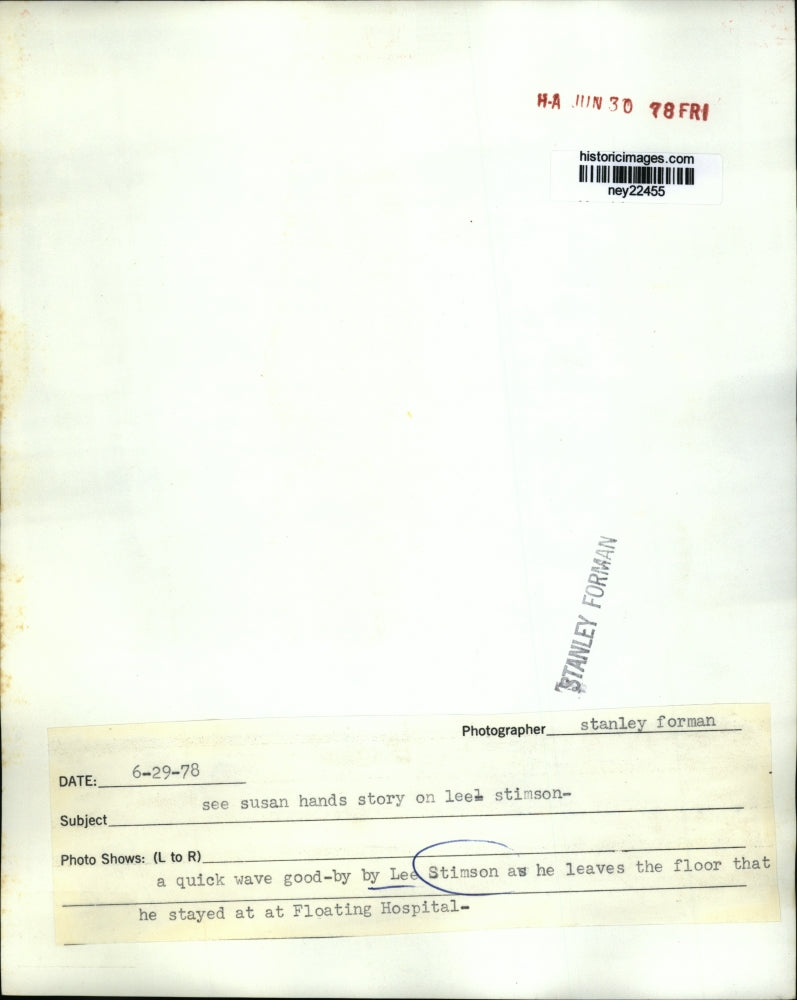 H-A JUN 30 78 FRI
historicimages.com
ney22455
STANLEY FORMAN
Photographer stanley forman
DATE: 6-29-78
see susan hands story on leel stimson-
Subject
Photo Shows: (L to R)
a quick wave good-by by Lee Stimson as he leaves the floor that
he stayed at at Floating Hospital-